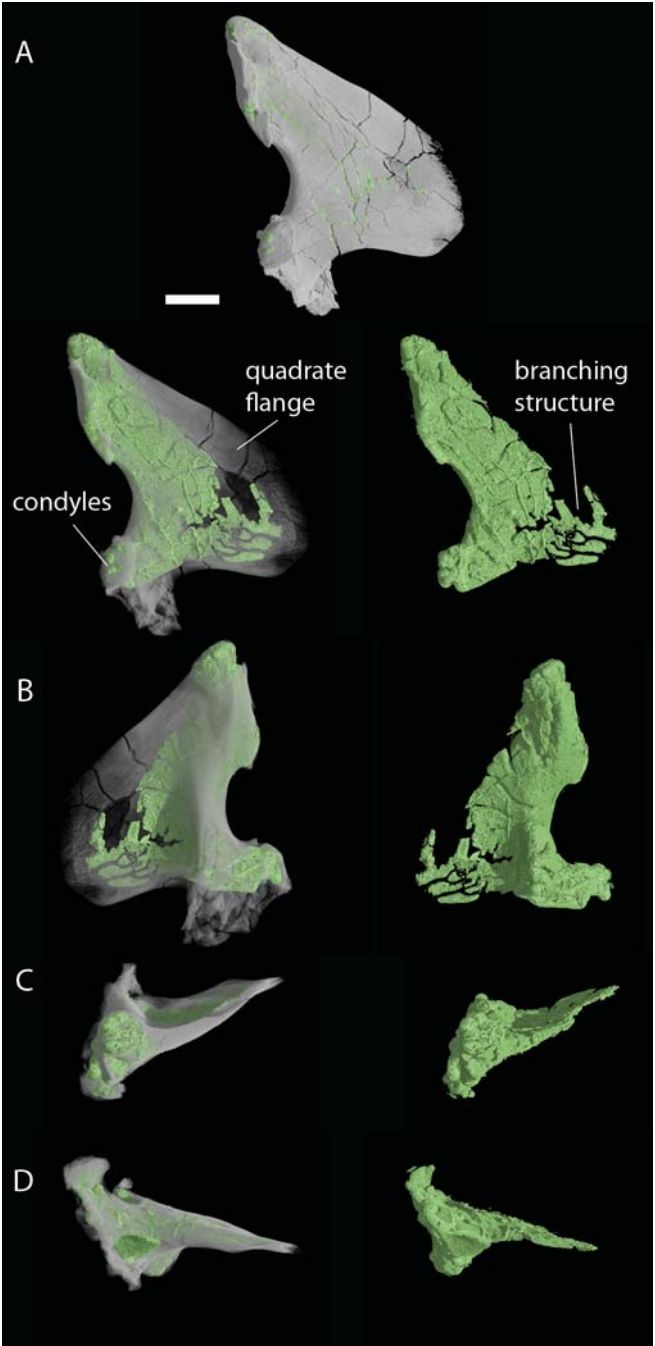 A
quadrate
flange
branching
structure
condyles
B
C
D